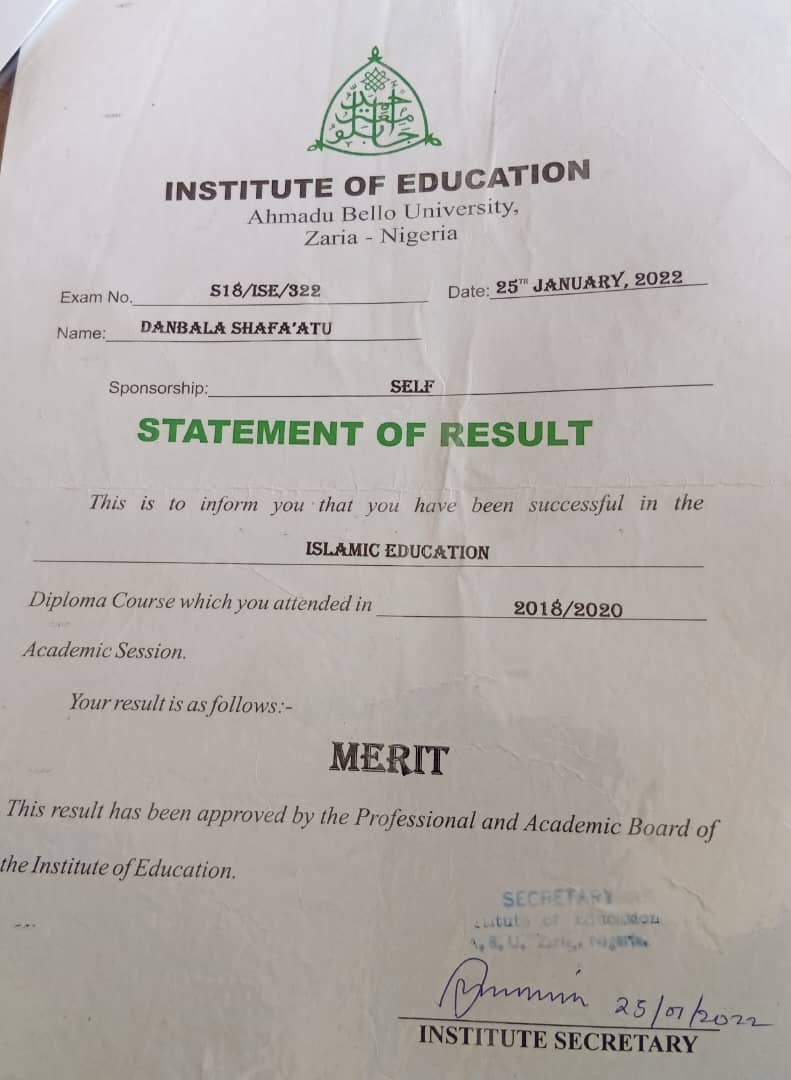 INSTITUTE OF EDUCATION
Ahmadu Bello University,
Zaria - Nigeria
Exam No. S18/ISE/322 Date: 25TH JANUARY, 2022
Name: DANBALA SHAFA'ATU
Sponsorship: SELF
STATEMENT OF RESULT
This is to inform you that you have been successful in the
ISLAMIC EDUCATION
Diploma Course which you attended in 2018/2020
Academic Session.
Your result is as follows:-
MERIT
This result has been approved by the Professional and Academic Board of
the Institute of Education.
SECRETARY
of Education
A, B, U, Zaria, Nigeria.
25/01/2022
INSTITUTE SECRETARY